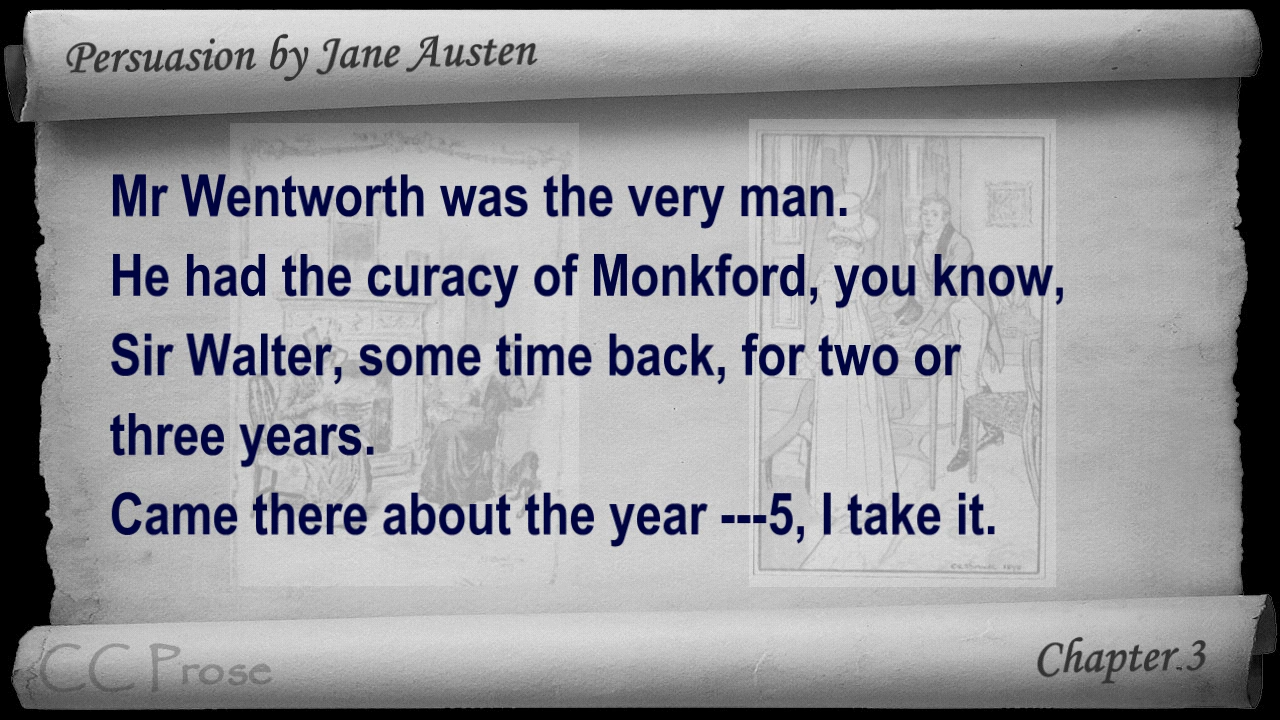 Persuasion by Jane Austen
Mr Wentworth was the very man.
He had the curacy of Monkford, you know,
Sir Walter, some time back, for two or
three years.
Came there about the year ---5, I take it.
CC Prose
Chapter.3